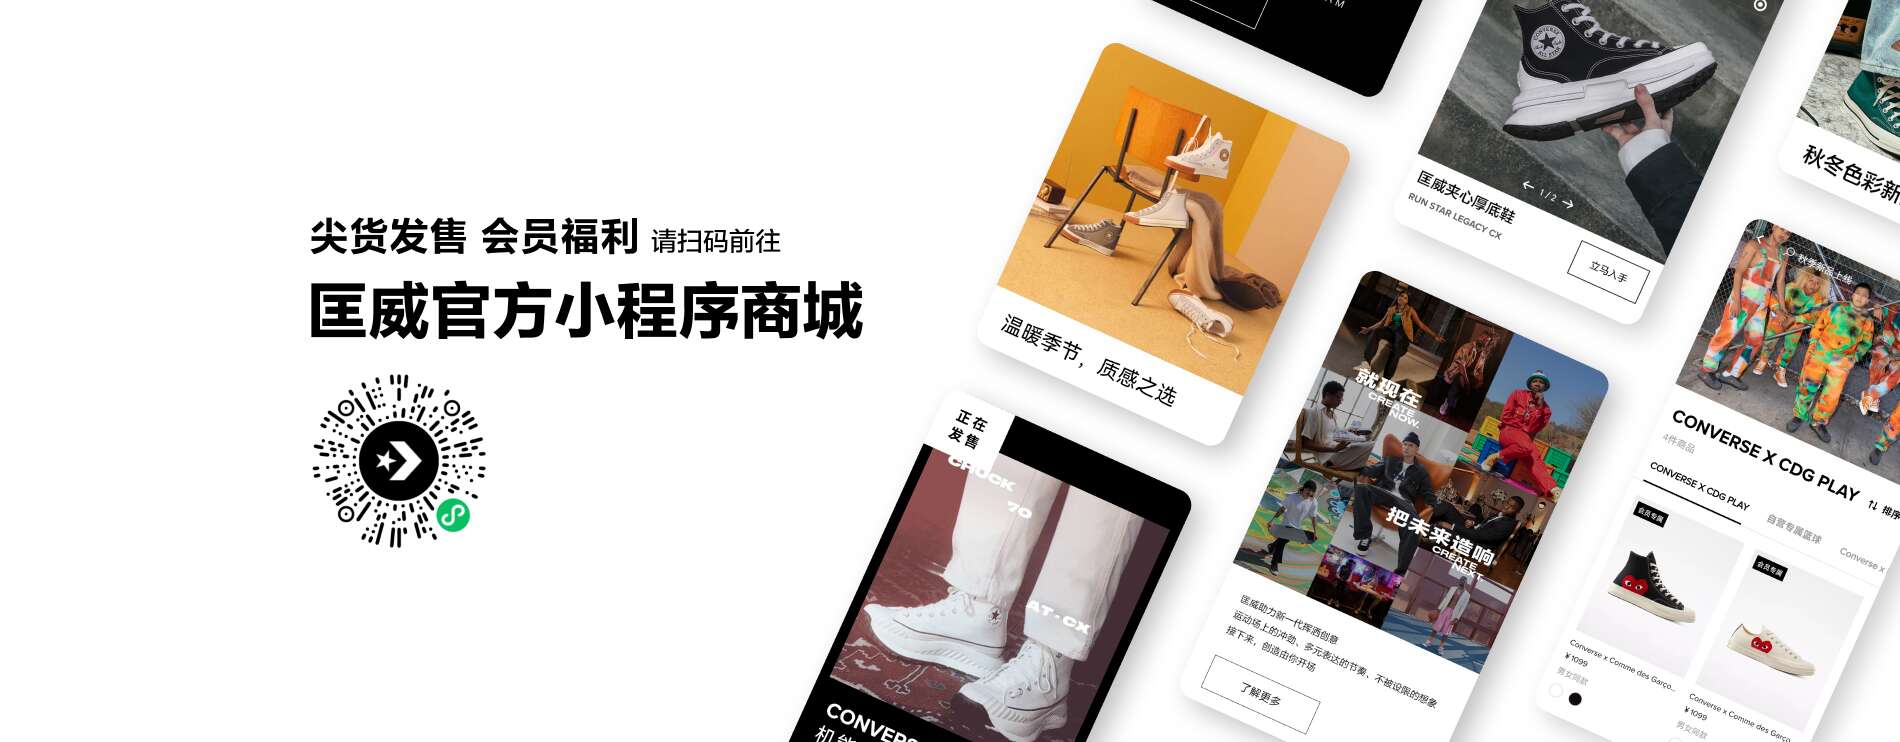 尖货发售 会员福利 请扫码前往
匡威官方小程序商城
温暖季节，质感之选
正在
发售
CHUCK
70
AT-CX
CONVERS
匡威夹心厚底鞋
RUN STAR LEGACY CX
1/2
立马入手
就现在
CREATE
NOW.
把未来造响
CREATE
NEXT.
匡威助力新一代挥洒创意
运动场上的冲劲、多元表达的节奏、不被设限的想象
接下来，创造由你开场
了解更多
秋冬色彩新
秋季新品上线
CONVERSE X CDG PLAY
4件商品
排序
CONVERSE X CDG PLAY
自营专属篮球
Converse x
会员专属
Converse x Comme des Garço...
¥1099
男女同款
会员专属
Converse x Comme des Garço
¥1099
男女同款